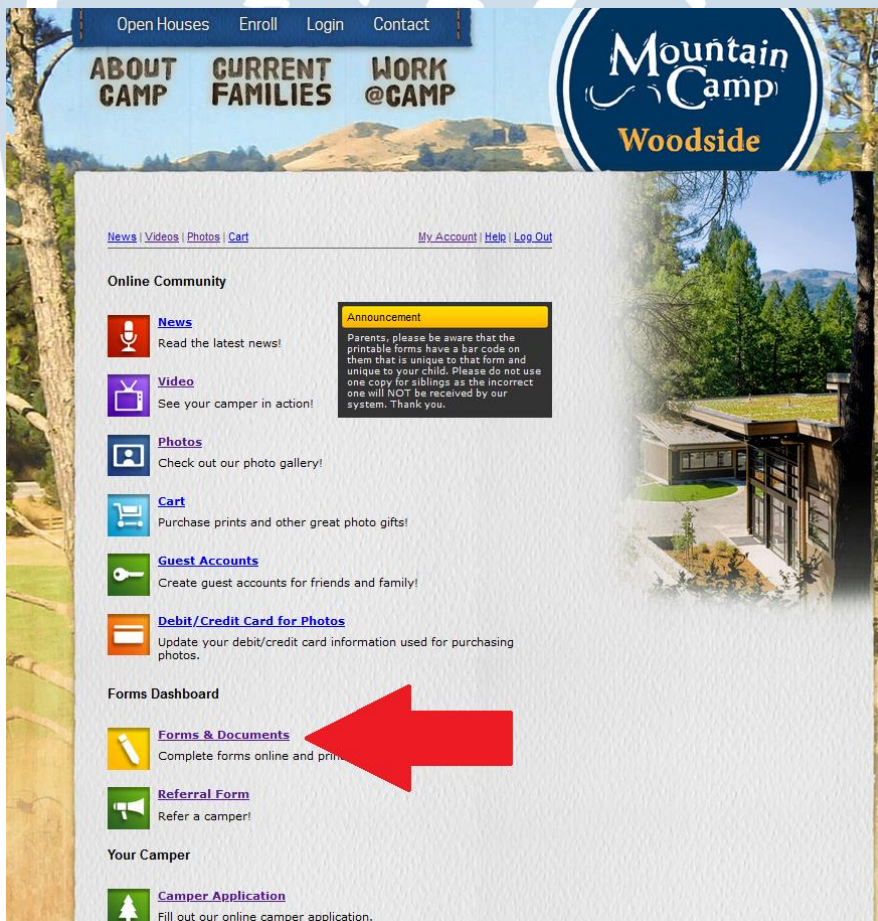 Open Houses Enroll Login Contact
ABOUT CAMP
CURRENT FAMILIES
WORK @CAMP
Mountain Camp
Woodside
News | Videos | Photos | Cart
My Account | Help | Log Out
Online Community
News
Read the latest news!
Announcement
Parents, please be aware that the
printable forms have a bar code on
them that is unique to that form and
unique to your child. Please do not use
one copy for siblings as the incorrect
one will NOT be received by our
system. Thank you.
Video
See your camper in action!
Photos
Check out our photo gallery!
Cart
Purchase prints and other great photo gifts!
Guest Accounts
Create guest accounts for friends and family!
Debit/Credit Card for Photos
Update your debit/credit card information used for purchasing
photos.
Forms Dashboard
Forms & Documents
Complete forms online and
Referral Form
Refer a camper!
Your Camper
Camper Application
Fill out our online camper application.